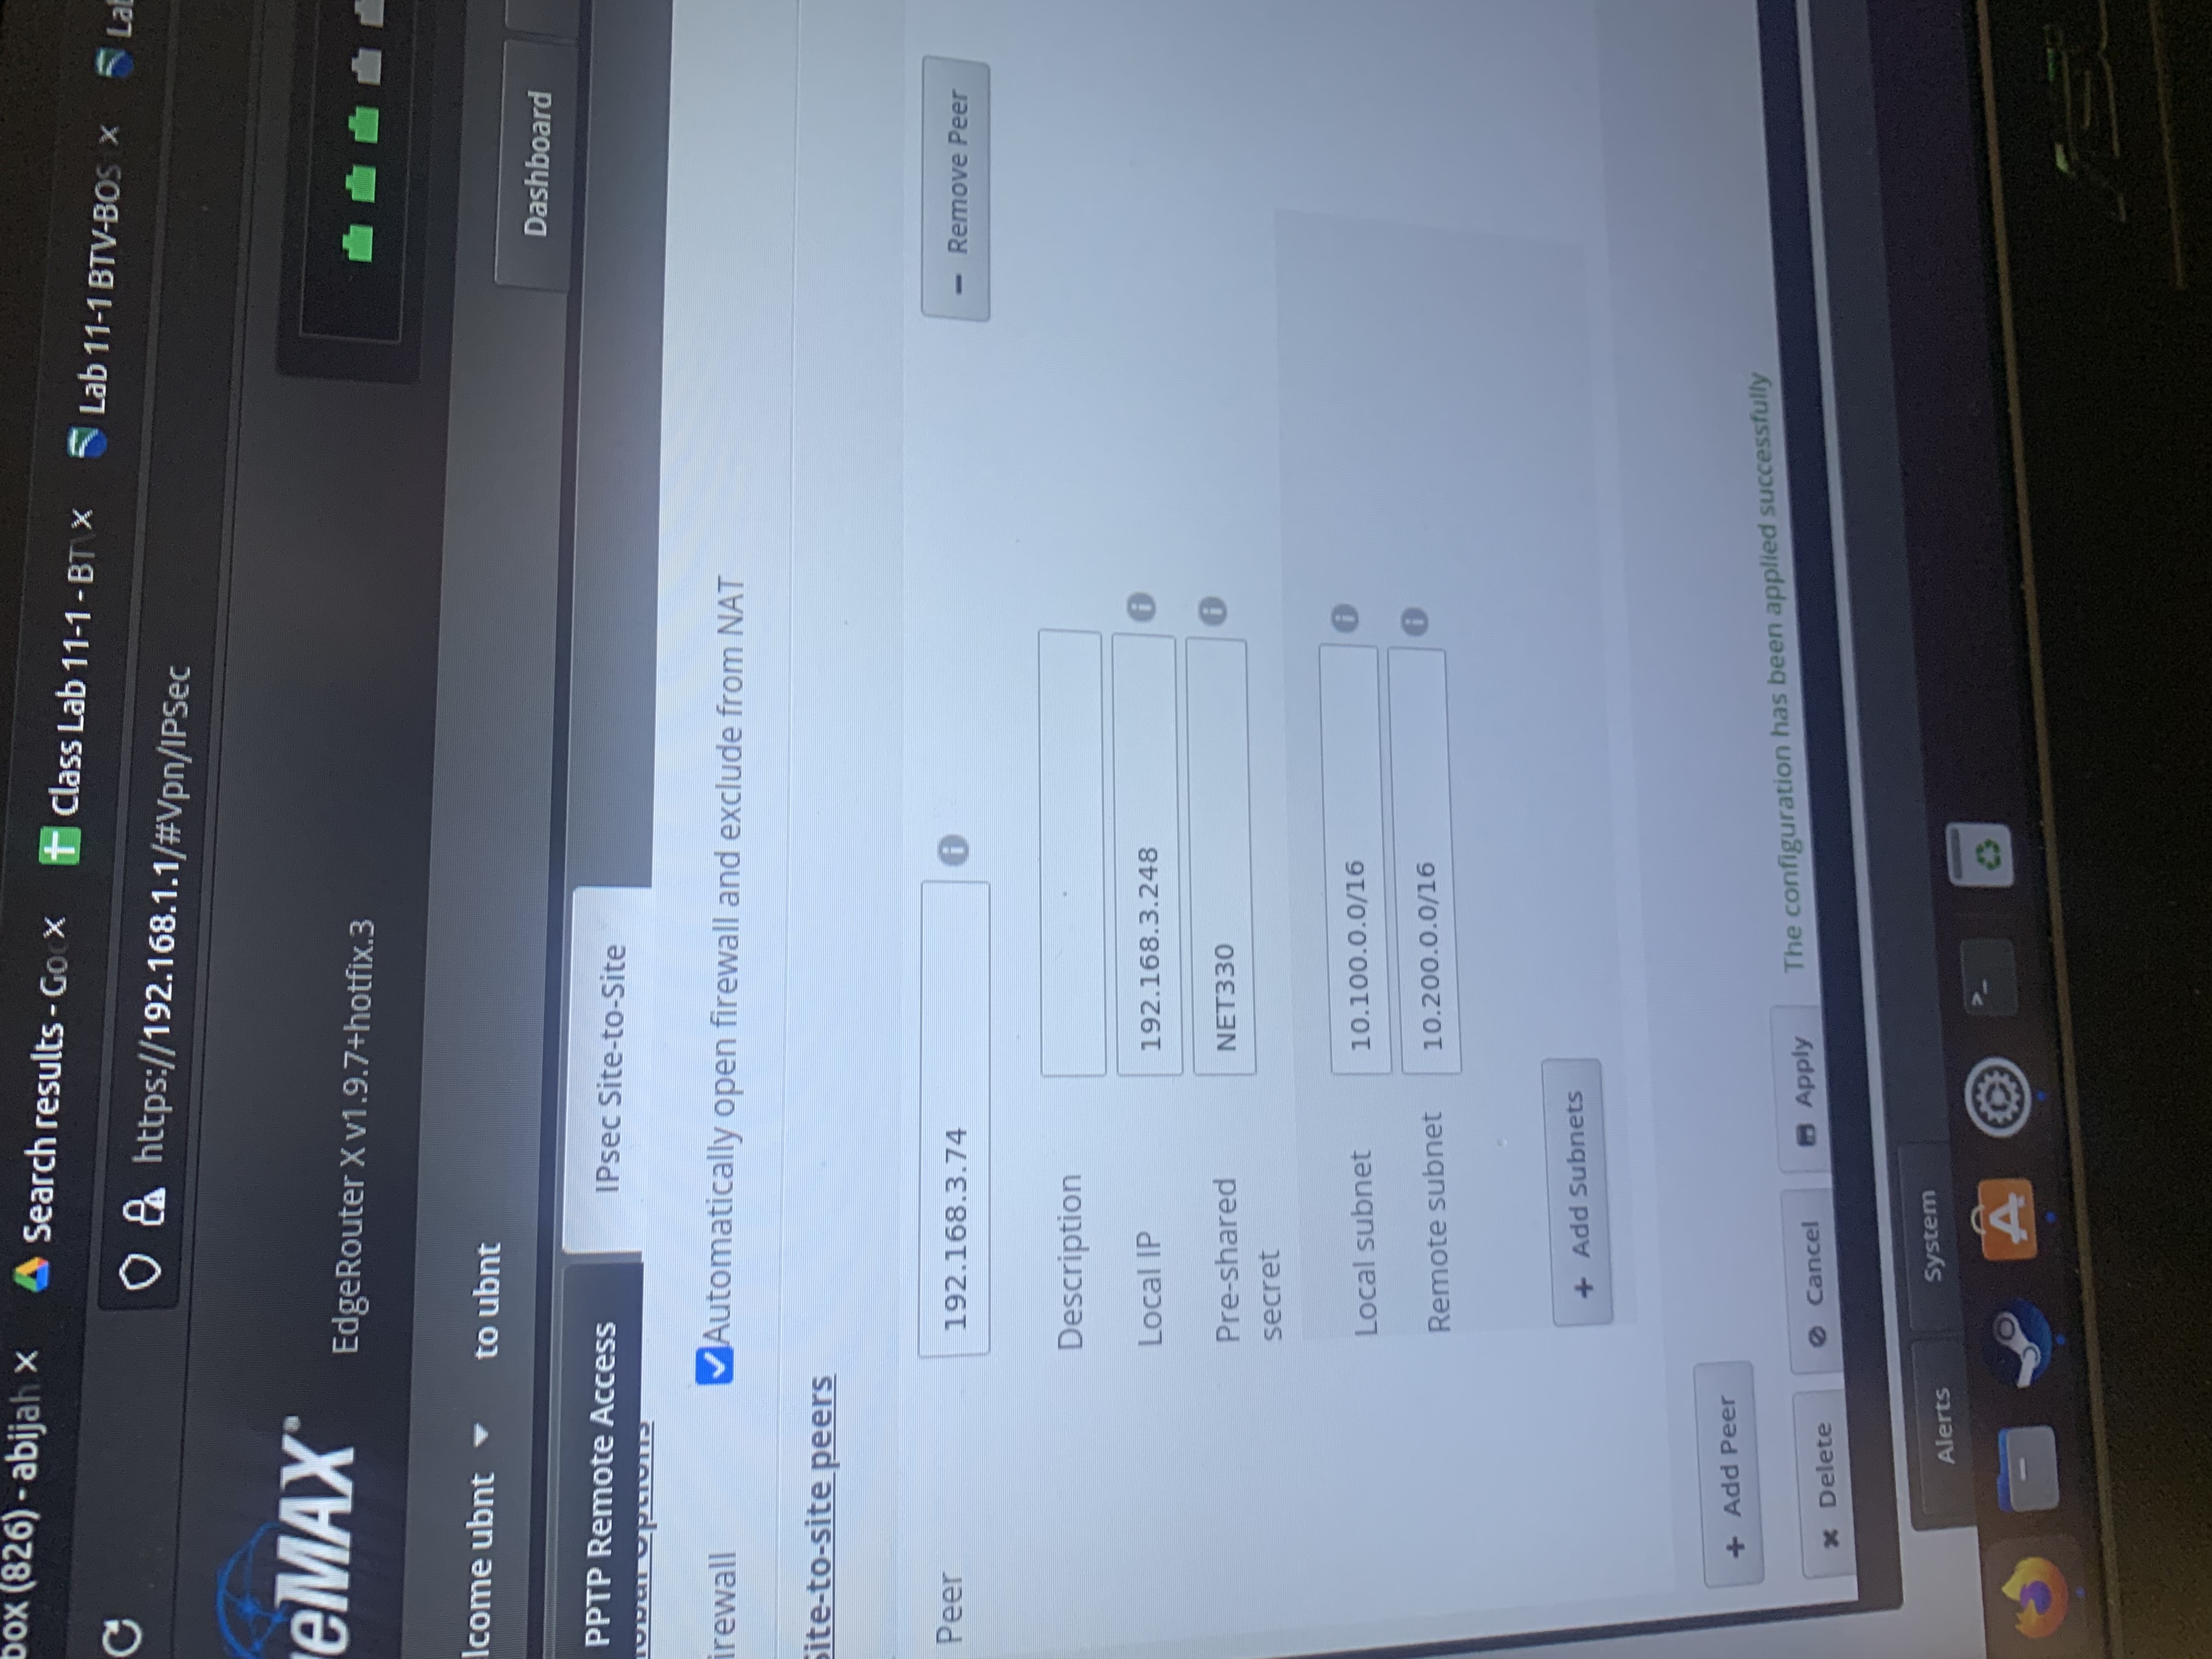 box (826) - abijah
Search results - Go
Class Lab 11-1 - BT
Lab 11-1 BTV-BOS
La
https://192.168.1.1/#Vpn/IPSec
eMAX®
EdgeRouter X v1.9.7+hotfix.3
lcome ubnt to ubnt
Dashboard
PPTP Remote Access
IPsec Site-to-Site
lobal Options
irewall
Automatically open firewall and exclude from NAT
Site-to-site peers
Peer
192.168.3.74
Remove Peer
Description
Local IP
192.168.3.248
Pre-shared
secret
NET330
Local subnet
10.100.0.0/16
Remote subnet
10.200.0.0/16
+ Add Subnets
+ Add Peer
Delete
Cancel
Apply
The configuration has been applied successfully
Alerts
System